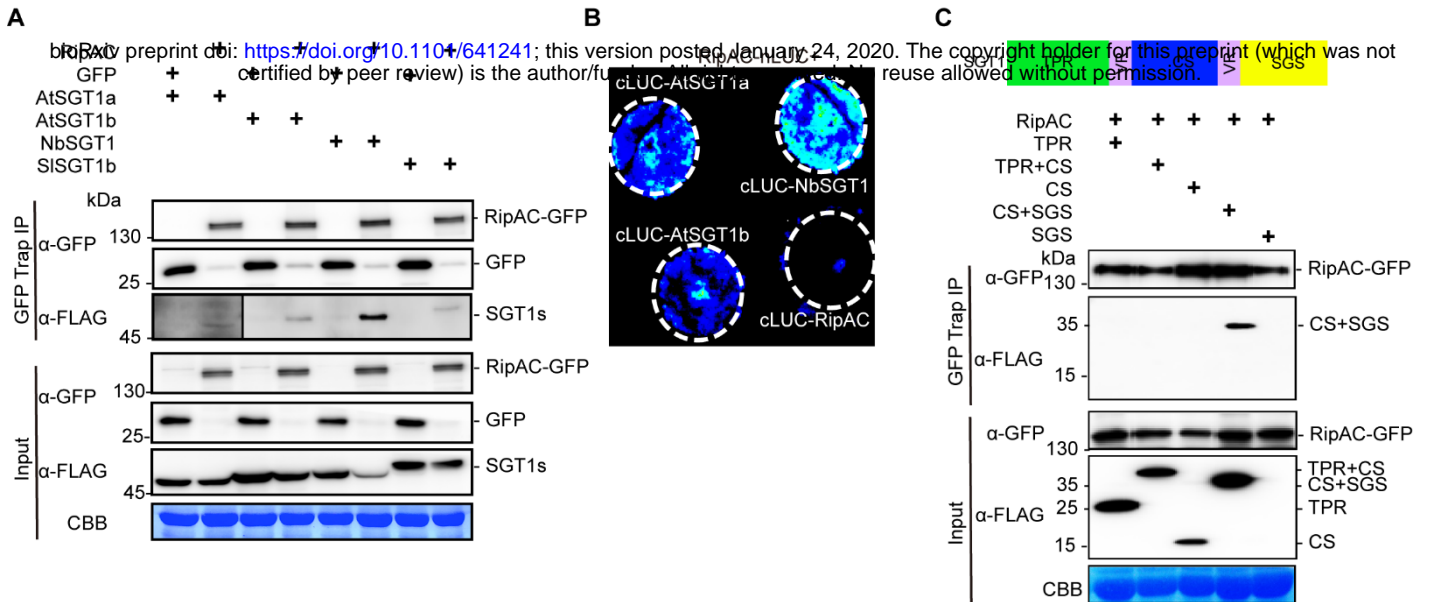 A
B
C
bioRxiv preprint doi: https://doi.org/10.1101/641241; this version posted January 24, 2020. The copyright holder for this preprint (which was not
certified by peer review) is the author/funder. reuse allowed without permission.
RipAC
GFP + + + +
AtSGT1a + +
AtSGT1b + +
NbSGT1 + +
SlSGT1b + +
kDa
GFP Trap IP
α-GFP
130
RipAC-GFP
25
GFP
α-FLAG
45
SGT1s
Input
α-GFP
130
RipAC-GFP
25
GFP
α-FLAG
45
SGT1s
CBB
RipAC-nLUC+
cLUC-AtSGT1a
cLUC-NbSGT1
cLUC-AtSGT1b
cLUC-RipAC
SGT1 TPR VR CS VR SGS
RipAC + + + + +
TPR +
TPR+CS +
CS +
CS+SGS +
SGS +
kDa
GFP Trap IP
α-GFP
130
RipAC-GFP
35
CS+SGS
α-FLAG
15
Input
α-GFP
130
RipAC-GFP
TPR+CS
35
CS+SGS
α-FLAG
25
TPR
15
CS
CBB